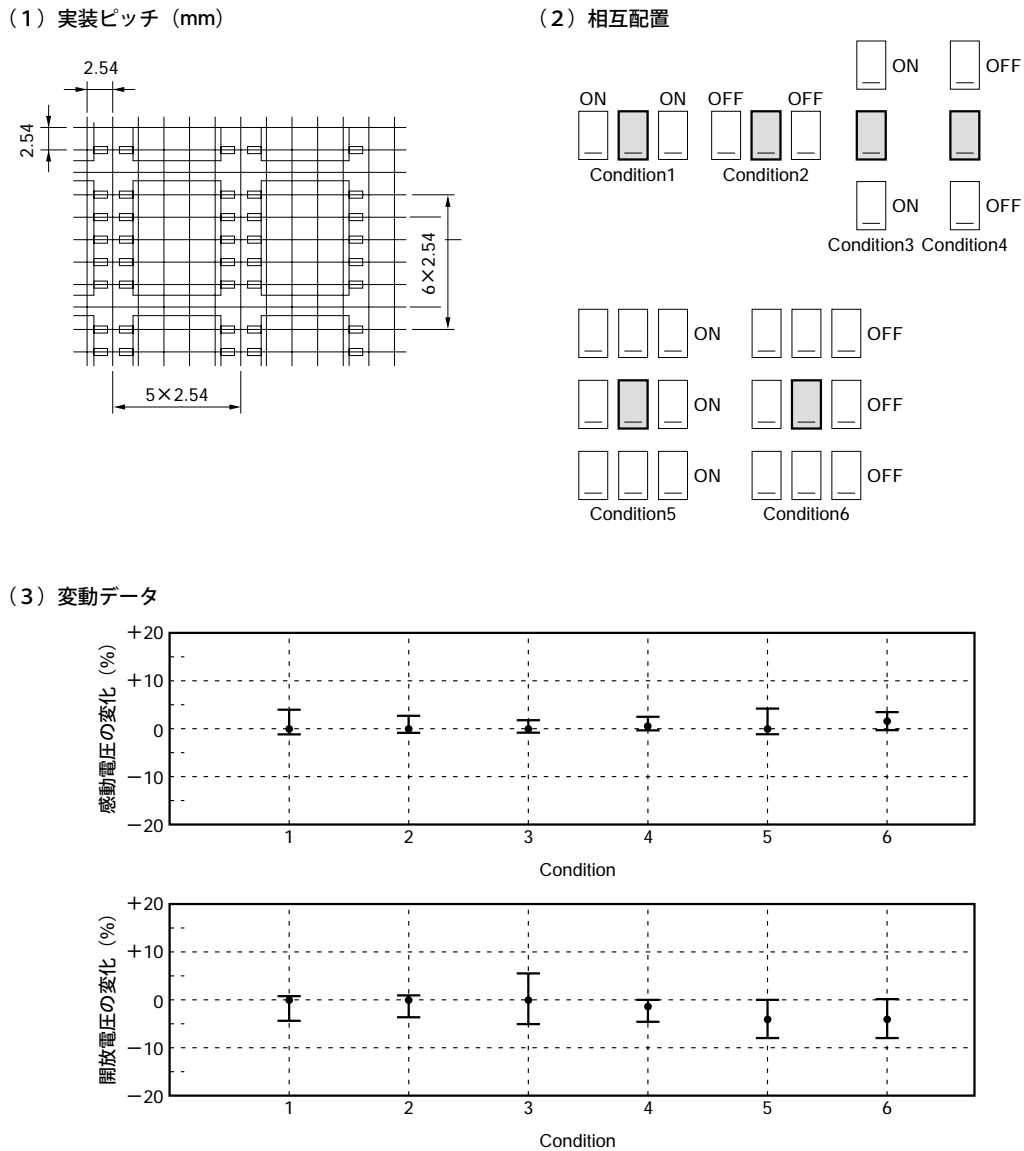 （1）実装ピッチ（mm）
2.54
2.54
6×2.54
5×2.54
（2）相互配置
ON ON OFF OFF
Condition1 Condition2
ON OFF
ON OFF
Condition3 Condition4
ON OFF
ON OFF
ON OFF
Condition5 Condition6
（3）変動データ
感動電圧の変化（%）
+20
+10
0
−10
−20
1 2 3 4 5 6
Condition
開放電圧の変化（%）
+20
+10
0
−10
−20
1 2 3 4 5 6
Condition